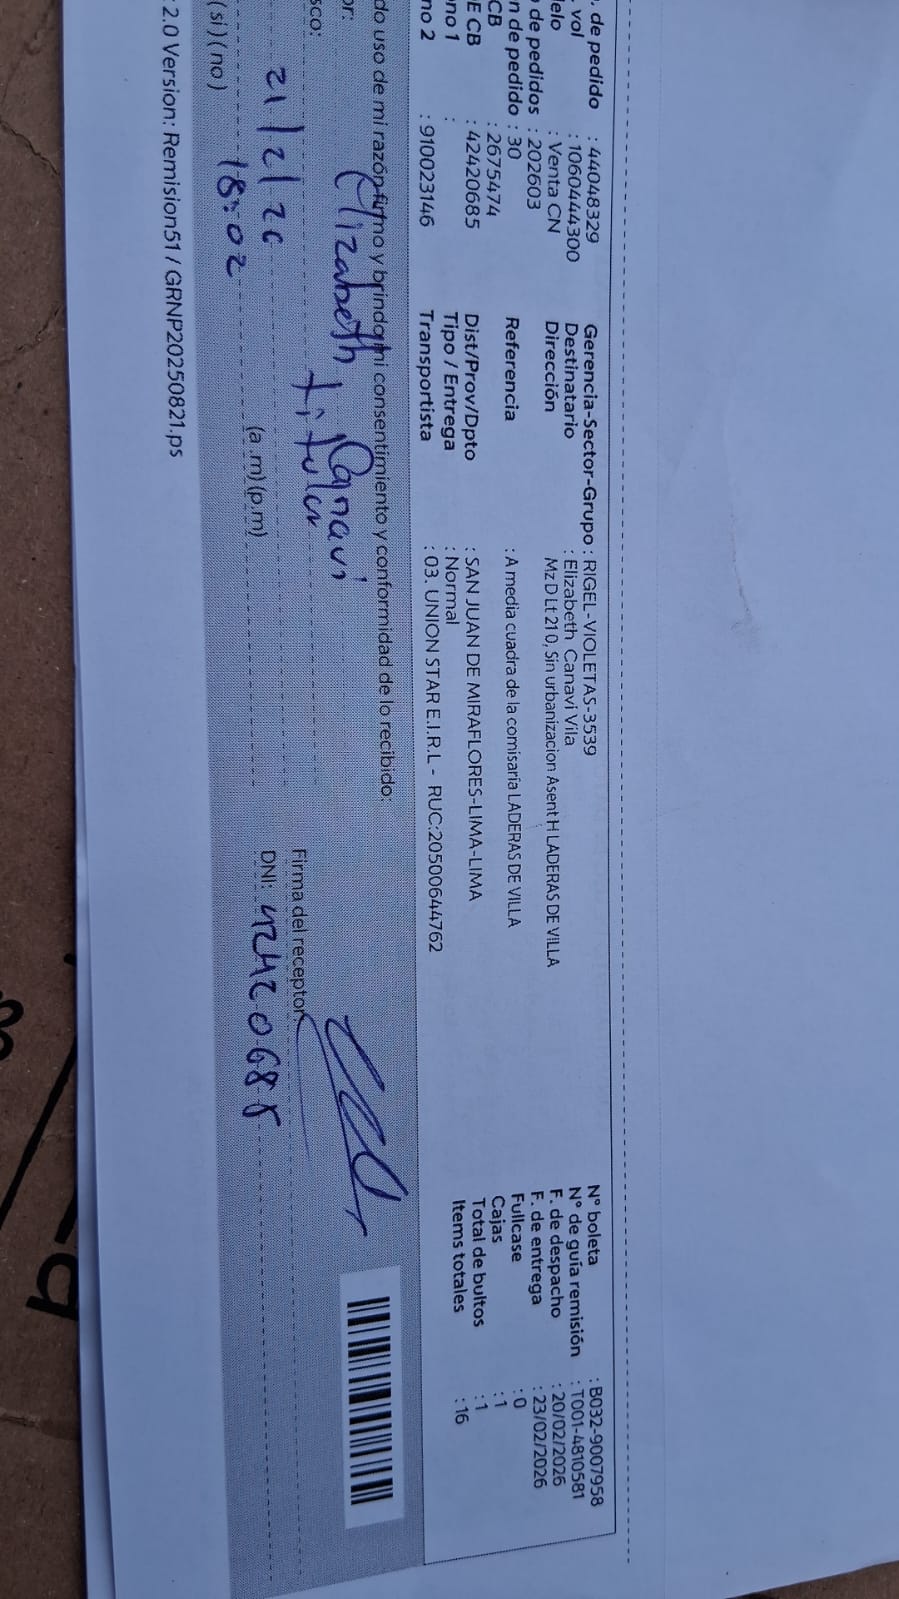 . de pedido : 44048329
. vol : 1060444300
elo : Venta CN
de pedidos : 202603
n de pedido : 30
CB : 2675474
E CB : 42420685
no 1 :
no 2 : 910023146
Gerencia-Sector-Grupo : RIGEL-VIOLETAS-3539
Destinatario : Elizabeth Canavi Vila
Dirección Mz D Lt 21 0, Sin urbanizacion Asent H LADERAS DE VILLA
Referencia : A media cuadra de la comisaria LADERAS DE VILLA
Dist/Prov/Dpto : SAN JUAN DE MIRAFLORES-LIMA-LIMA
Tipo / Entrega : Normal
Transportista : 03. UNION STAR E.I.R.L - RUC:20500644762
N° boleta : B032-9007958
N° de guía remisión : T001-4810581
F. de despacho : 20/02/2026
F. de entrega : 23/02/2026
Fullcase : 0
Cajas : 1
Total de bultos : 1
Items totales : 16
do uso de mi razón firmo y brindo mi consentimiento y conformidad de lo recibido:
or: Elizabeth Canavi
sco: titular
21/2/26
18:02 (a.m)(p.m)
(si)(no)
Firma del receptor
DNI: 42420685
: 2.0 Version: Remision51 / GRNP20250821.ps